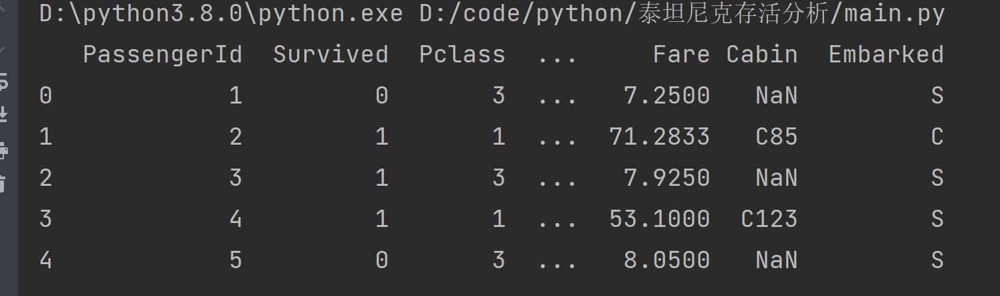 D:\python3.8.0\python.exe D:/code/python/泰坦尼克存活分析/main.py
PassengerId Survived Pclass ... Fare Cabin Embarked
0 1 0 3 ... 7.2500 NaN S
1 2 1 1 ... 71.2833 C85 C
2 3 1 3 ... 7.9250 NaN S
3 4 1 1 ... 53.1000 C123 S
4 5 0 3 ... 8.0500 NaN S